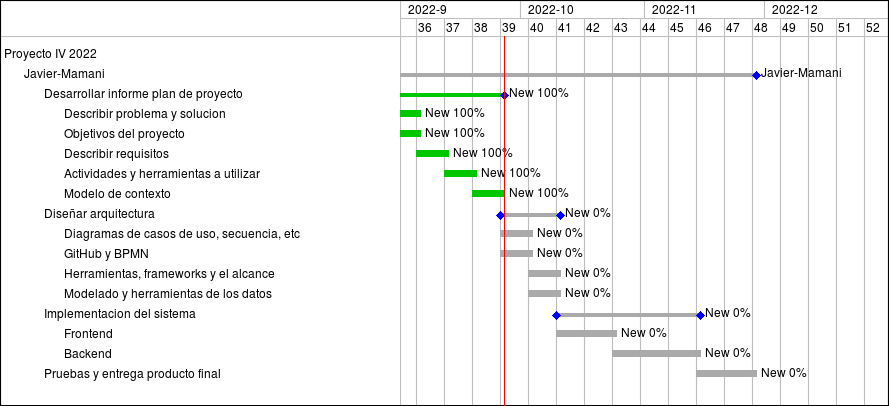 2022-9 2022-10 2022-11 2022-12
36 37 38 39 40 41 42 43 44 45 46 47 48 49 50 51 52
Proyecto IV 2022
Javier-Mamani Javier-Mamani
Desarrollar informe plan de proyecto New 100%
Describir problema y solucion New 100%
Objetivos del proyecto New 100%
Describir requisitos New 100%
Actividades y herramientas a utilizar New 100%
Modelo de contexto New 100%
Diseñar arquitectura New 0%
Diagramas de casos de uso, secuencia, etc New 0%
GitHub y BPMN New 0%
Herramientas, frameworks y el alcance New 0%
Modelado y herramientas de los datos New 0%
Implementacion del sistema New 0%
Frontend New 0%
Backend New 0%
Pruebas y entrega producto final New 0%